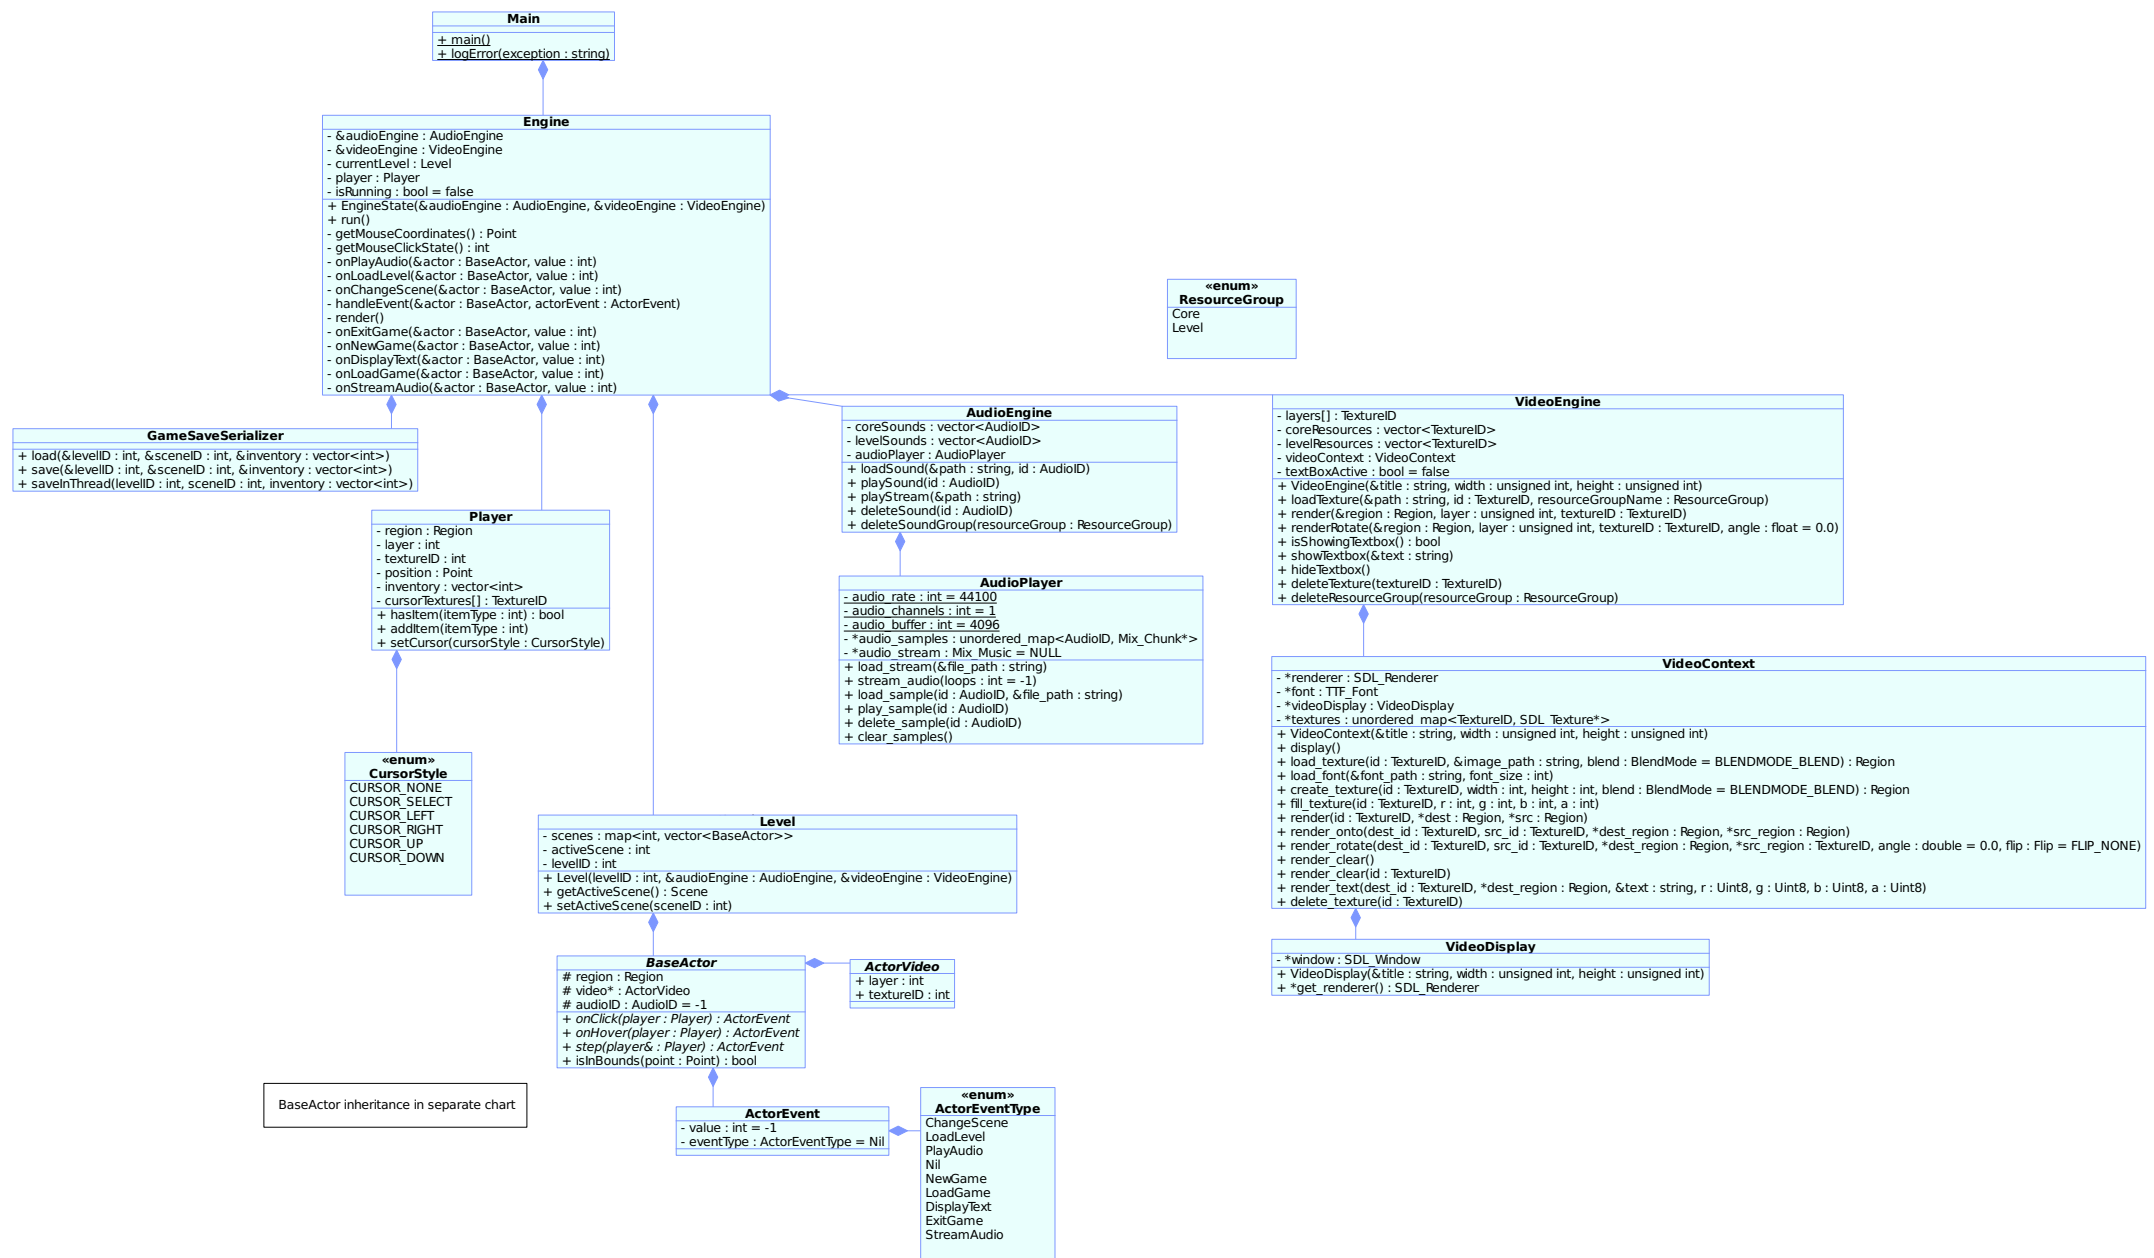 Main
+ main()
+ logError(exception : string)
Engine
- &audioEngine : AudioEngine
- &videoEngine : VideoEngine
- currentLevel : Level
- player : Player
- isRunning : bool = false
+ EngineState(&audioEngine : AudioEngine, &videoEngine : VideoEngine)
+ run()
- getMouseCoordinates() : Point
- getMouseClickState() : int
- onPlayAudio(&actor : BaseActor, value : int)
- onLoadLevel(&actor : BaseActor, value : int)
- onChangeScene(&actor : BaseActor, value : int)
- handleEvent(&actor : BaseActor, actorEvent : ActorEvent)
- render()
- onExitGame(&actor : BaseActor, value : int)
- onNewGame(&actor : BaseActor, value : int)
- onDisplayText(&actor : BaseActor, value : int)
- onLoadGame(&actor : BaseActor, value : int)
- onStreamAudio(&actor : BaseActor, value : int)
«enum»
ResourceGroup
Core
Level
GameSaveSerializer
+ load(&levelID : int, &sceneID : int, &inventory : vector<int>)
+ save(&levelID : int, &sceneID : int, &inventory : vector<int>)
+ saveInThread(levelID : int, sceneID : int, inventory : vector<int>)
Player
- region : Region
- layer : int
- textureID : int
- position : Point
- inventory : vector<int>
- cursorTextures[] : TextureID
+ hasItem(itemType : int) : bool
+ addItem(itemType : int)
+ setCursor(cursorStyle : CursorStyle)
«enum»
CursorStyle
CURSOR_NONE
CURSOR_SELECT
CURSOR_LEFT
CURSOR_RIGHT
CURSOR_UP
CURSOR_DOWN
AudioEngine
- coreSounds : vector<AudioID>
- levelSounds : vector<AudioID>
- audioPlayer : AudioPlayer
+ loadSound(&path : string, id : AudioID)
+ playSound(id : AudioID)
+ playStream(&path : string)
+ deleteSound(id : AudioID)
+ deleteSoundGroup(resourceGroup : ResourceGroup)
AudioPlayer
- audio_rate : int = 44100
- audio_channels : int = 1
- audio_buffer : int = 4096
- *audio_samples : unordered_map<AudioID, Mix_Chunk*>
- *audio_stream : Mix_Music = NULL
+ load_stream(&file_path : string)
+ stream_audio(loops : int = -1)
+ load_sample(id : AudioID, &file_path : string)
+ play_sample(id : AudioID)
+ delete_sample(id : AudioID)
+ clear_samples()
VideoEngine
- layers[] : TextureID
- coreResources : vector<TextureID>
- levelResources : vector<TextureID>
- videoContext : VideoContext
- textBoxActive : bool = false
+ VideoEngine(&title : string, width : unsigned int, height : unsigned int)
+ loadTexture(&path : string, id : TextureID, resourceGroupName : ResourceGroup)
+ render(&region : Region, layer : unsigned int, textureID : TextureID)
+ renderRotate(&region : Region, layer : unsigned int, textureID : TextureID, angle : float = 0.0)
+ isShowingTextbox() : bool
+ showTextbox(&text : string)
+ hideTextbox()
+ deleteTexture(textureID : TextureID)
+ deleteResourceGroup(resourceGroup : ResourceGroup)
VideoContext
- *renderer : SDL_Renderer
- *font : TTF_Font
- *videoDisplay : VideoDisplay
- *textures : unordered_map<TextureID, SDL_Texture*>
+ VideoContext(&title : string, width : unsigned int, height : unsigned int)
+ display()
+ load_texture(id : TextureID, &image_path : string, blend : BlendMode = BLENDMODE_BLEND) : Region
+ load_font(&font_path : string, font_size : int)
+ create_texture(id : TextureID, width : int, height : int, blend : BlendMode = BLENDMODE_BLEND) : Region
+ fill_texture(id : TextureID, r : int, g : int, b : int, a : int)
+ render(id : TextureID, *dest : Region, *src : Region)
+ render_onto(dest_id : TextureID, src_id : TextureID, *dest_region : Region, *src_region : Region)
+ render_rotate(dest_id : TextureID, src_id : TextureID, *dest_region : Region, *src_region : TextureID, angle : double = 0.0, flip : Flip = FLIP_NONE)
+ render_clear()
+ render_clear(id : TextureID)
+ render_text(dest_id : TextureID, *dest_region : Region, &text : string, r : Uint8, g : Uint8, b : Uint8, a : Uint8)
+ delete_texture(id : TextureID)
VideoDisplay
- *window : SDL_Window
+ VideoDisplay(&title : string, width : unsigned int, height : unsigned int)
+ *get_renderer() : SDL_Renderer
Level
- scenes : map<int, vector<BaseActor>>
- activeScene : int
- levelID : int
+ Level(levelID : int, &audioEngine : AudioEngine, &videoEngine : VideoEngine)
+ getActiveScene() : Scene
+ setActiveScene(sceneID : int)
BaseActor
# region : Region
# video* : ActorVideo
# audioID : AudioID = -1
+ onClick(player : Player) : ActorEvent
+ onHover(player : Player) : ActorEvent
+ step(player& : Player) : ActorEvent
+ isInBounds(point : Point) : bool
ActorVideo
+ layer : int
+ textureID : int
BaseActor inheritance in separate chart
ActorEvent
- value : int = -1
- eventType : ActorEventType = Nil
«enum»
ActorEventType
ChangeScene
LoadLevel
PlayAudio
Nil
NewGame
LoadGame
DisplayText
ExitGame
StreamAudio